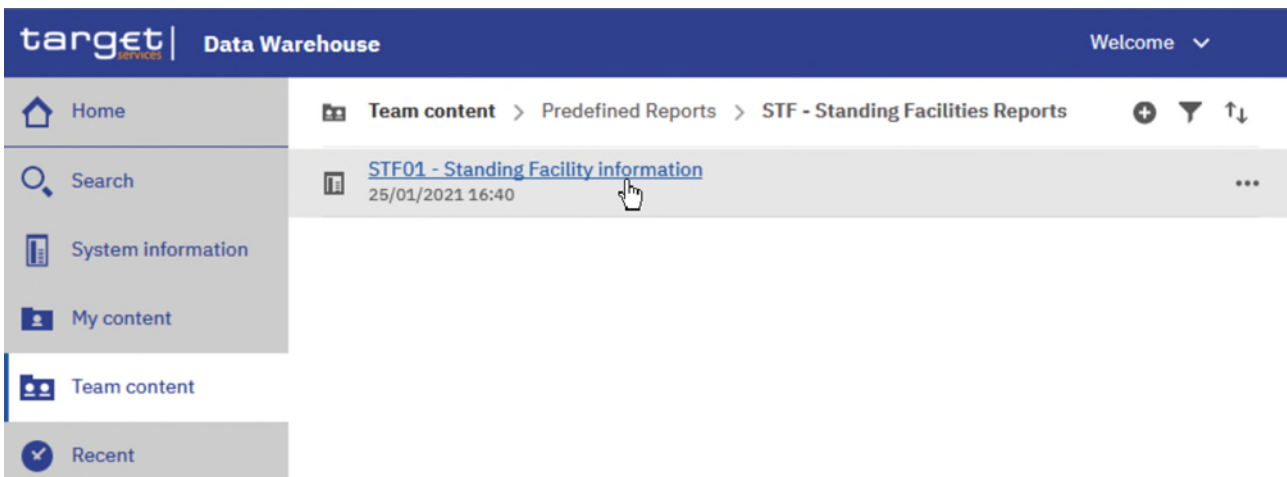 target| Data Warehouse Welcome
services
Home
Team content > Predefined Reports > STF - Standing Facilities Reports
Search
STF01 - Standing Facility information
25/01/2021 16:40
System information
My content
Team content
Recent